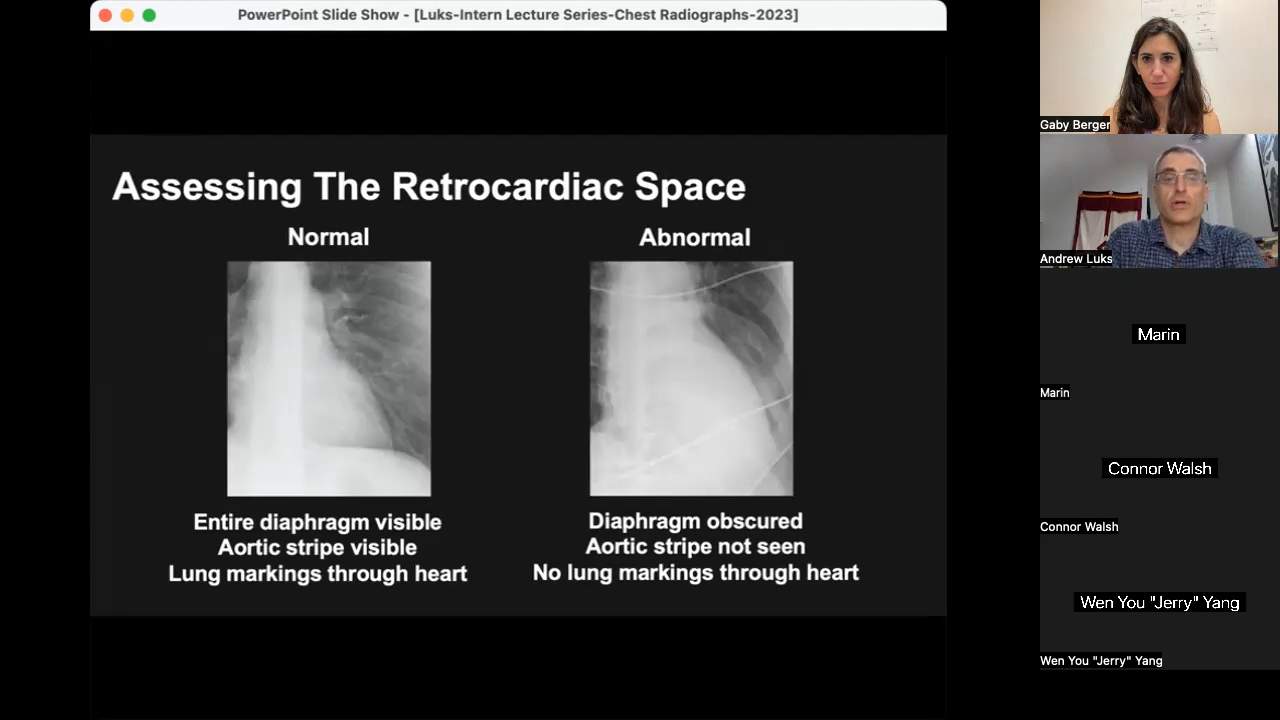 PowerPoint Slide Show - [Luks-Intern Lecture Series-Chest Radiographs-2023]
Assessing The Retrocardiac Space
Normal
Abnormal
Entire diaphragm visible
Aortic stripe visible
Lung markings through heart
Diaphragm obscured
Aortic stripe not seen
No lung markings through heart
Gaby Berger
Andrew Luks
Marin
Marin
Connor Walsh
Connor Walsh
Wen You "Jerry" Yang
Wen You "Jerry" Yang